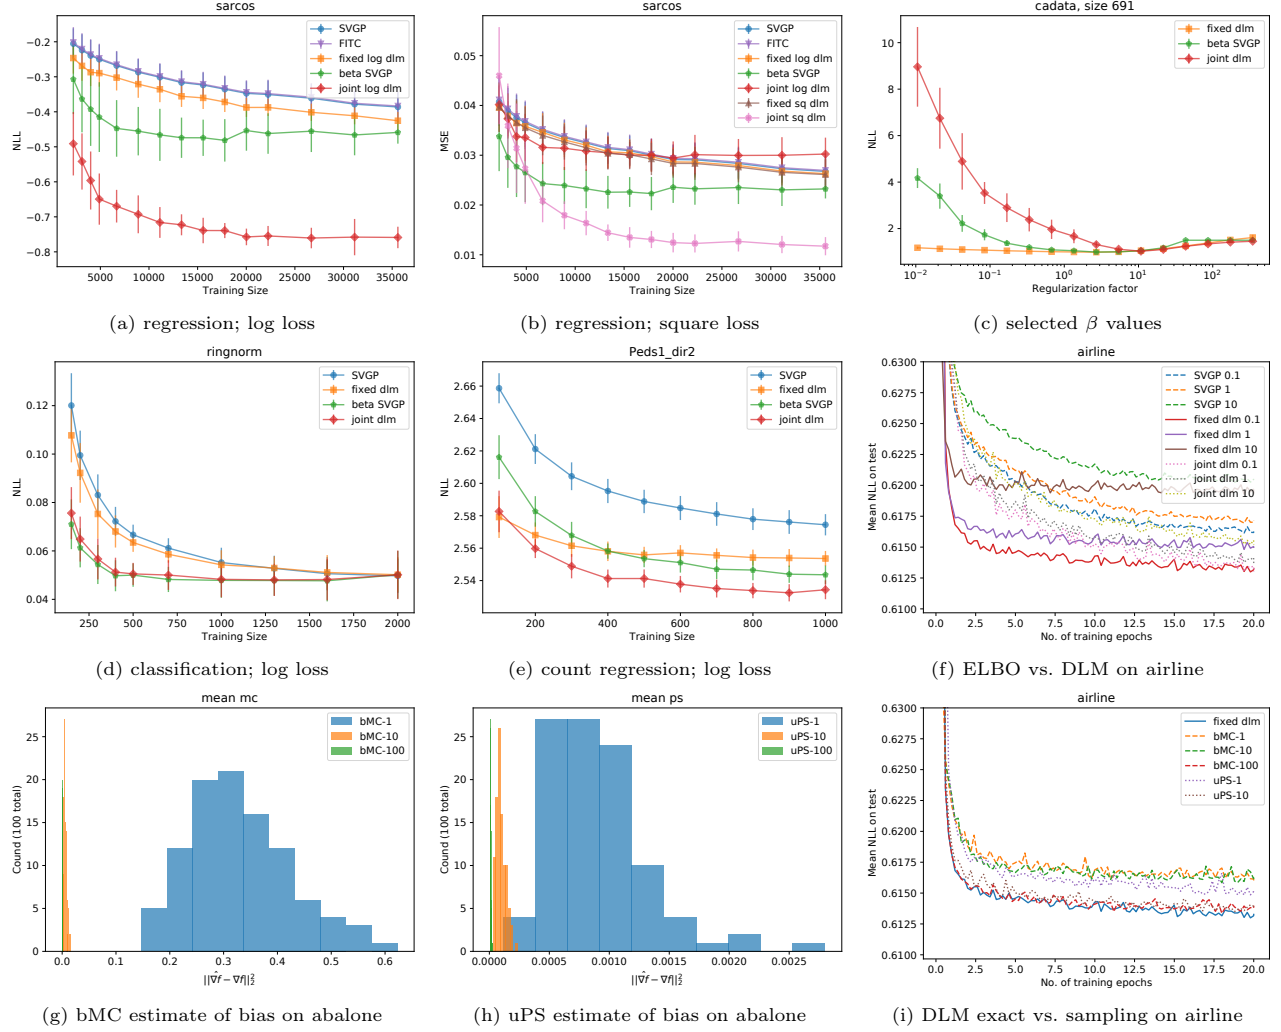 sarcos
NLL
−0.2
−0.3
−0.4
−0.5
−0.6
−0.7
−0.8
5000 10000 15000 20000 25000 30000 35000
Training Size
SVGP
FITC
fixed log dlm
beta SVGP
joint log dlm
(a) regression; log loss
sarcos
MSE
0.05
0.04
0.03
0.02
0.01
5000 10000 15000 20000 25000 30000 35000
Training Size
SVGP
FITC
fixed log dlm
beta SVGP
joint log dlm
fixed sq dlm
joint sq dlm
(b) regression; square loss
cadata, size 691
NLL
10
8
6
4
2
10⁻² 10⁻¹ 10⁰ 10¹ 10²
Regularization factor
fixed dlm
beta SVGP
joint dlm
(c) selected β values
ringnorm
NLL
0.12
0.10
0.08
0.06
0.04
250 500 750 1000 1250 1500 1750 2000
Training Size
SVGP
fixed dlm
beta SVGP
joint dlm
(d) classification; log loss
Peds1_dir2
NLL
2.66
2.64
2.62
2.60
2.58
2.56
2.54
200 400 600 800 1000
Training Size
SVGP
fixed dlm
beta SVGP
joint dlm
(e) count regression; log loss
airline
Mean NLL on test
0.6300
0.6275
0.6250
0.6225
0.6200
0.6175
0.6150
0.6125
0.6100
0.0 2.5 5.0 7.5 10.0 12.5 15.0 17.5 20.0
No. of training epochs
SVGP 0.1
SVGP 1
SVGP 10
fixed dlm 0.1
fixed dlm 1
fixed dlm 10
joint dlm 0.1
joint dlm 1
joint dlm 10
(f) ELBO vs. DLM on airline
mean mc
Cound (100 total)
25
20
15
10
5
0
0.0 0.1 0.2 0.3 0.4 0.5 0.6
||∇̂f − ∇f||₂²
bMC-1
bMC-10
bMC-100
(g) bMC estimate of bias on abalone
mean ps
Cound (100 total)
25
20
15
10
5
0
0.0000 0.0005 0.0010 0.0015 0.0020 0.0025
||∇̂f − ∇f||₂²
uPS-1
uPS-10
uPS-100
(h) uPS estimate of bias on abalone
airline
Mean NLL on test
0.6300
0.6275
0.6250
0.6225
0.6200
0.6175
0.6150
0.6125
0.6100
0.0 2.5 5.0 7.5 10.0 12.5 15.0 17.5 20.0
No. of training epochs
fixed dlm
bMC-1
bMC-10
bMC-100
uPS-1
uPS-10
(i) DLM exact vs. sampling on airline